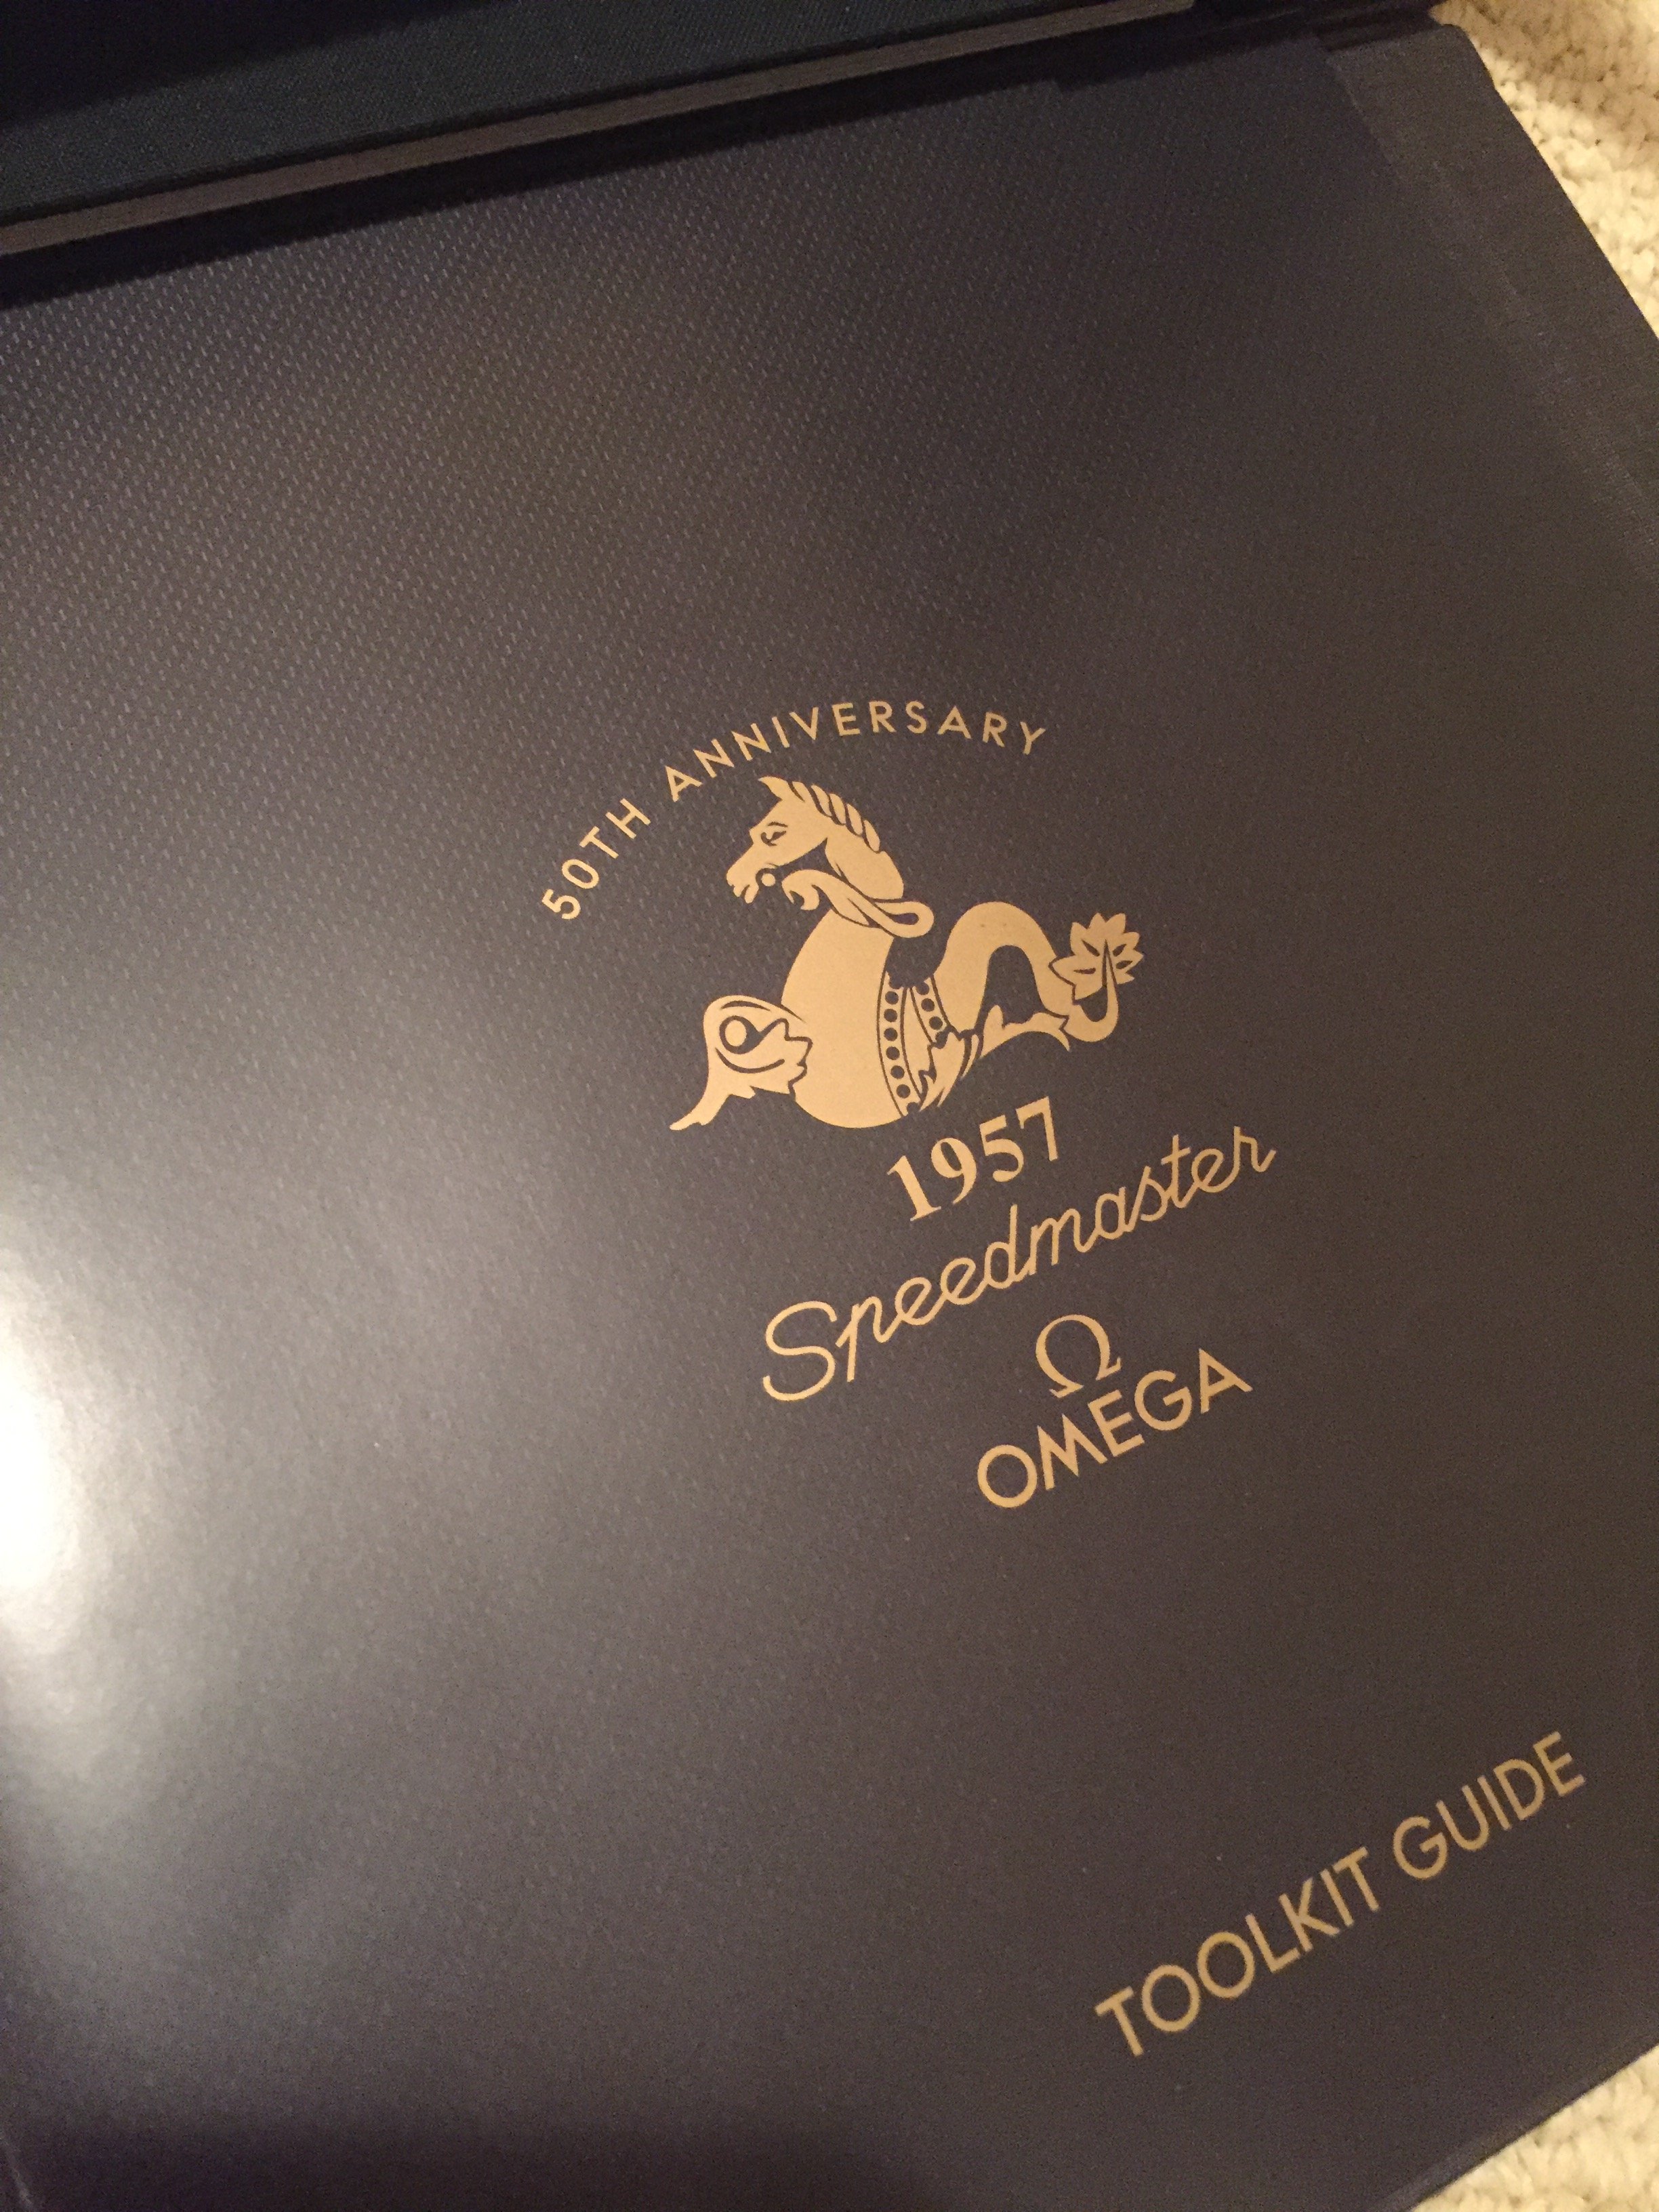 50TH ANNIVERSARY
1957
Speedmaster
Ω
OMEGA
TOOLKIT GUIDE